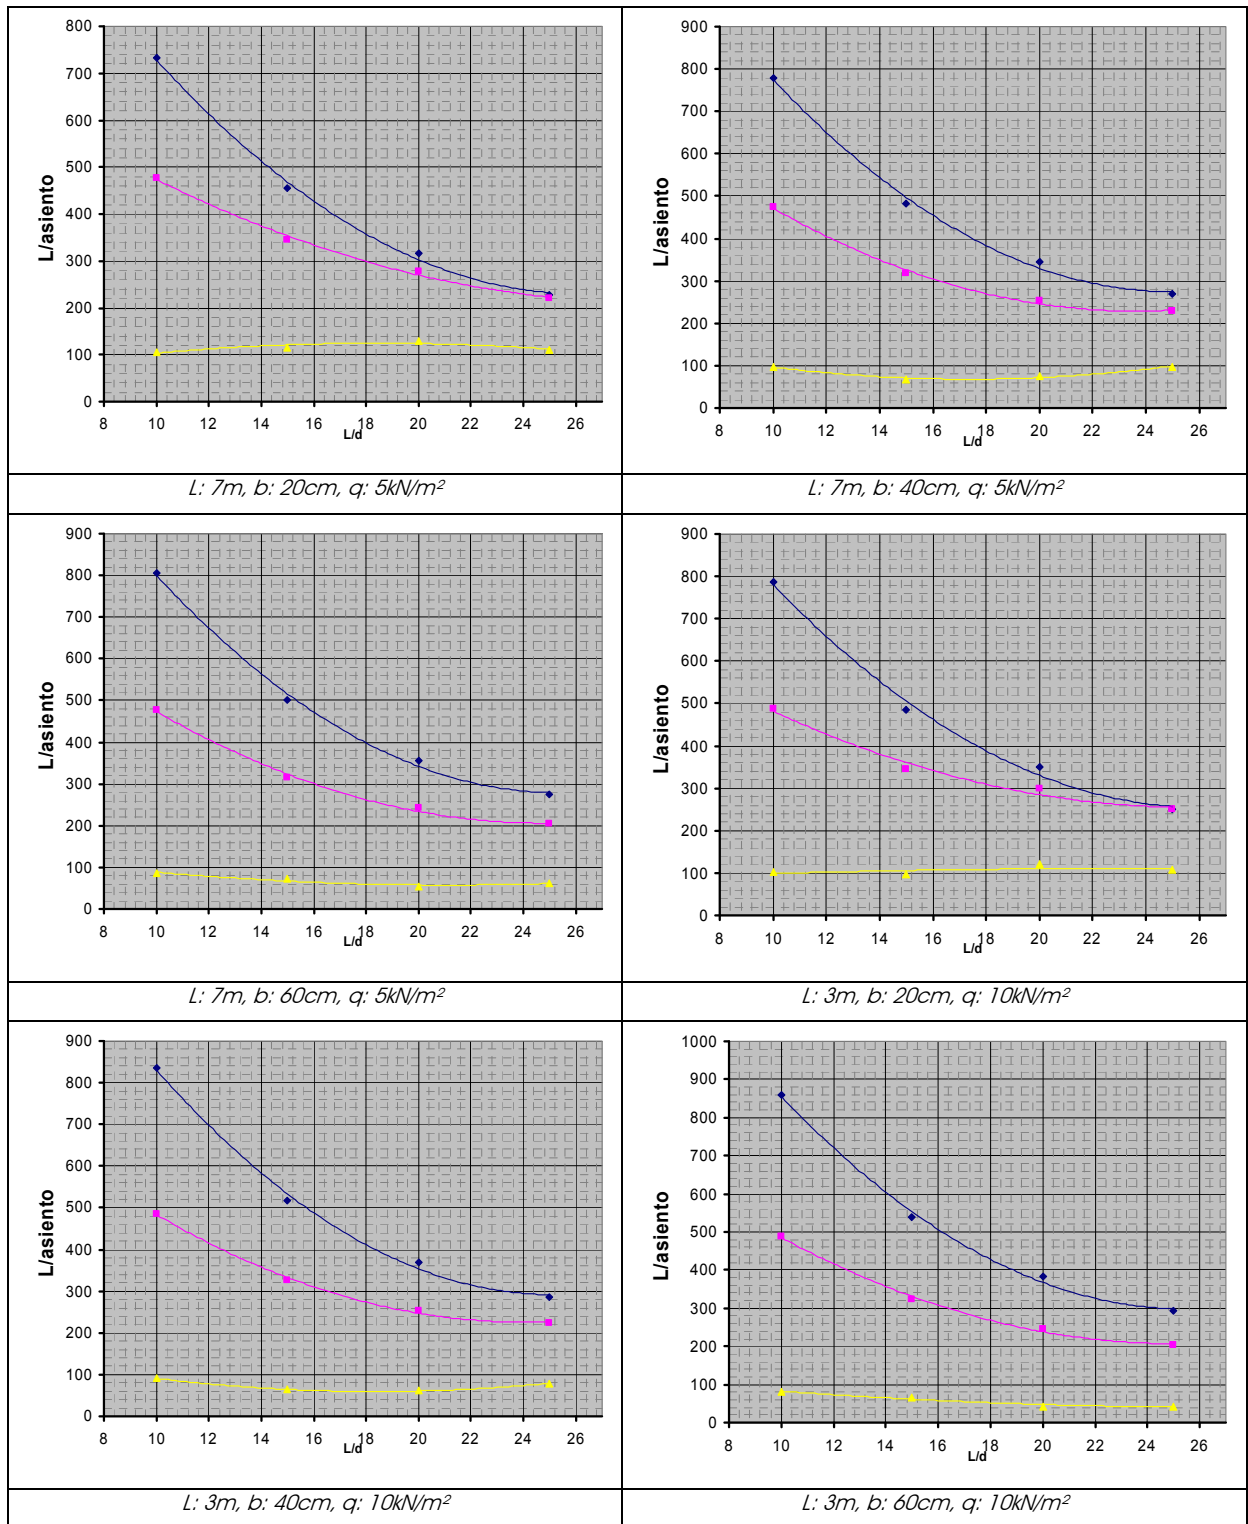 800
700
600
500
400
300
200
100
0
L/asiento
8 10 12 14 16 18 20 22 24 26
L/d
900
800
700
600
500
400
300
200
100
0
L/asiento
8 10 12 14 16 18 20 22 24 26
L/d
L: 7m, b: 20cm, q: 5kN/m²
L: 7m, b: 40cm, q: 5kN/m²
900
800
700
600
500
400
300
200
100
0
L/asiento
8 10 12 14 16 18 20 22 24 26
L/d
900
800
700
600
500
400
300
200
100
0
L/asiento
8 10 12 14 16 18 20 22 24 26
L/d
L: 7m, b: 60cm, q: 5kN/m²
L: 3m, b: 20cm, q: 10kN/m²
900
800
700
600
500
400
300
200
100
0
L/asiento
8 10 12 14 16 18 20 22 24 26
L/d
1000
900
800
700
600
500
400
300
200
100
0
L/asiento
8 10 12 14 16 18 20 22 24 26
L/d
L: 3m, b: 40cm, q: 10kN/m²
L: 3m, b: 60cm, q: 10kN/m²